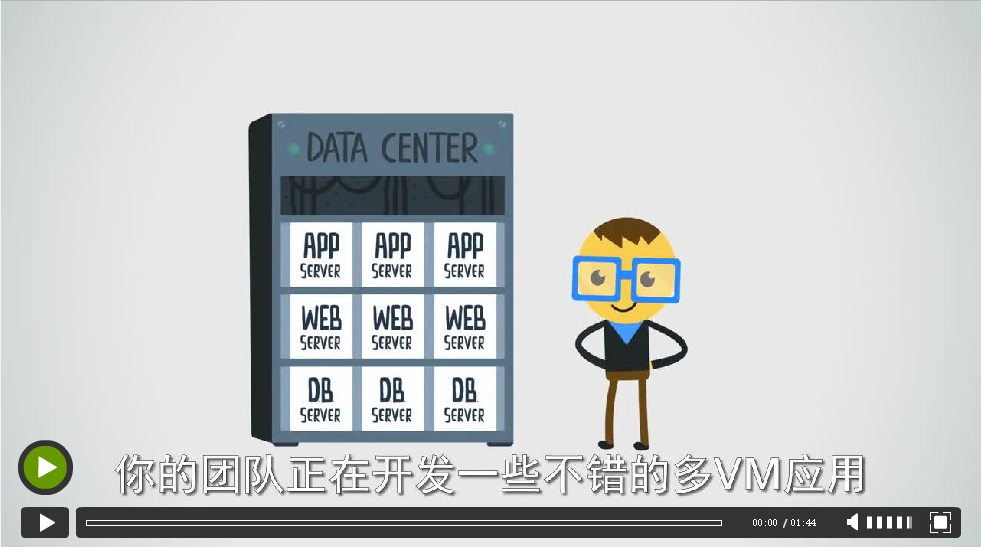 DATA CENTER
APP APP APP
SERVER SERVER SERVER
WEB WEB WEB
SERVER SERVER SERVER
DB DB DB
SERVER SERVER SERVER
你的团队正在开发一些不错的多VM应用
00:00 / 01:44